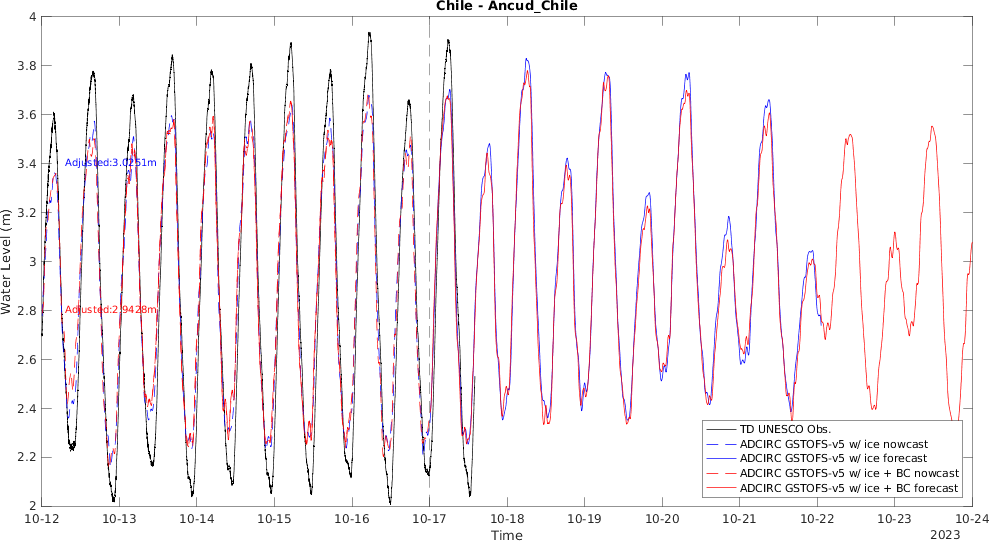 Chile - Ancud_Chile
Water Level (m)
4
3.8
3.6
3.4
3.2
3
2.8
2.6
2.4
2.2
2
Adjusted:3.0251m
Adjusted:2.9428m
TD UNESCO Obs.
ADCIRC GSTOFS-v5 w/ ice nowcast
ADCIRC GSTOFS-v5 w/ ice forecast
ADCIRC GSTOFS-v5 w/ ice + BC nowcast
ADCIRC GSTOFS-v5 w/ ice + BC forecast
10-12 10-13 10-14 10-15 10-16 10-17 10-18 10-19 10-20 10-21 10-22 10-23 10-24
Time
2023